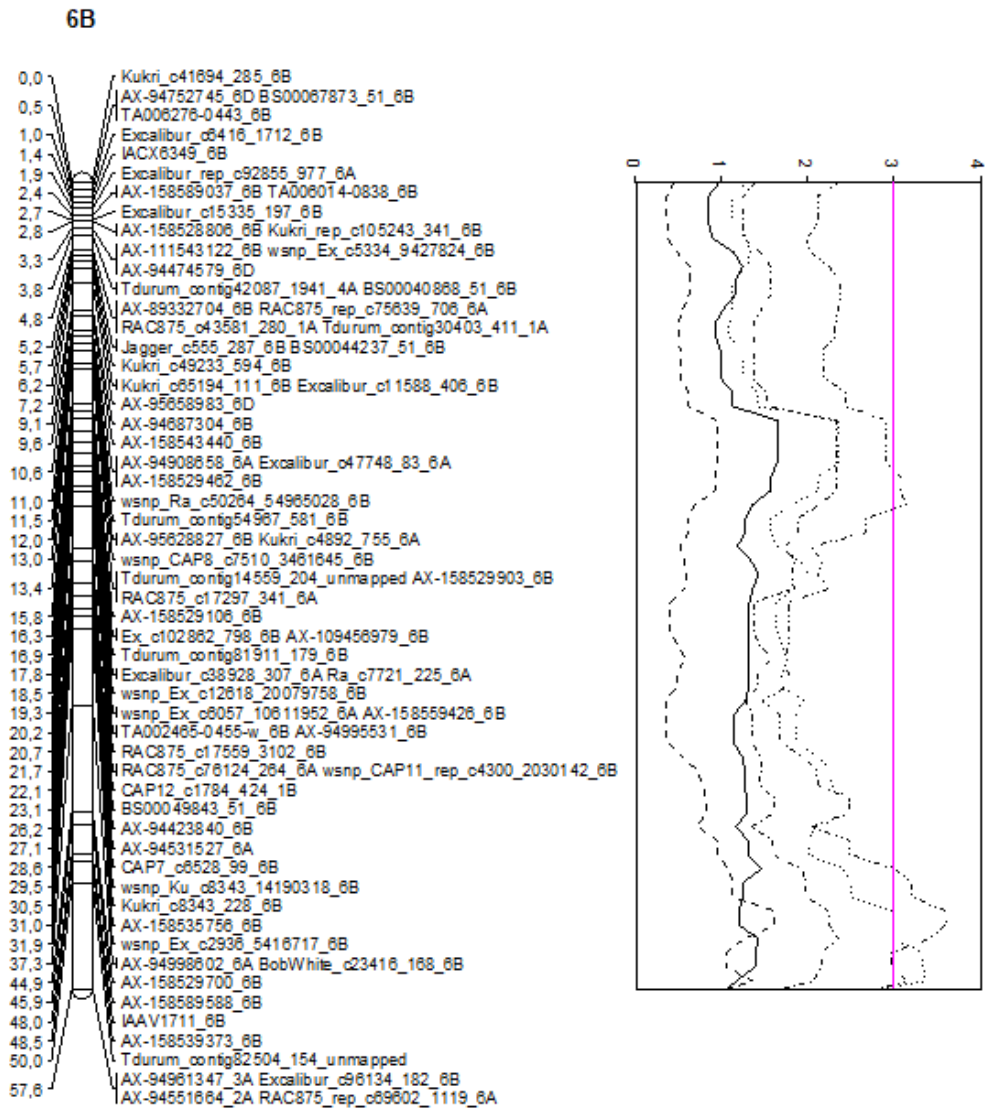 6B
0,0 Kukri_c41694_285_6B
AX-94752745_6D BS00067873_51_6B
0,5
TA006276-0443_6B
1,0 Excalibur_c6416_1712_6B
1,4 IACX6349_6B
1,9 Excalibur_rep_c92855_977_6A
2,4 AX-158589037_6B TA006014-0838_6B
2,7 Excalibur_c15335_197_6B
2,8 AX-158528806_6B Kukri_rep_c105243_341_6B
AX-111543122_6B wsnp_Ex_c5334_9427824_6B
3,3
AX-94474579_6D
3,8 Tdurum_contig42087_1941_4A BS00040868_51_6B
AX-89332704_6B RAC875_rep_c75639_706_6A
4,8
RAC875_c43581_280_1A Tdurum_contig30403_411_1A
5,2 Jagger_c555_287_6B BS00044237_51_6B
5,7 Kukri_c49233_594_6B
6,2 Kukri_c65194_111_6B Excalibur_c11588_406_6B
7,2 AX-95658983_6D
9,1 AX-94687304_6B
9,6 AX-158543440_6B
AX-94908658_6A Excalibur_c47748_83_6A
10,6
AX-158529462_6B
11,0 wsnp_Ra_c50264_54965028_6B
11,5 Tdurum_contig54967_581_6B
12,0 AX-95628827_6B Kukri_c4892_755_6A
13,0 wsnp_CAP8_c7510_3461645_6B
Tdurum_contig14559_204_unmapped AX-158529903_6B
13,4
RAC875_c17297_341_6A
15,8 AX-158529106_6B
16,3 Ex_c102862_798_6B AX-109456979_6B
16,9 Tdurum_contig81911_179_6B
17,8 Excalibur_c38928_307_6A Ra_c7721_225_6A
18,5 wsnp_Ex_c12618_20079758_6B
19,3 wsnp_Ex_c6057_10611952_6A AX-158559426_6B
20,2 TA002465-0455-w_6B AX-94995531_6B
20,7 RAC875_c17559_3102_6B
21,7 RAC875_c76124_264_6A wsnp_CAP11_rep_c4300_2030142_6B
22,1 CAP12_c1784_424_1B
23,1 BS00049843_51_6B
26,2 AX-94423840_6B
27,1 AX-94531527_6A
28,6 CAP7_c6528_99_6B
29,5 wsnp_Ku_c8343_14190318_6B
30,5 Kukri_c8343_228_6B
31,0 AX-158535756_6B
31,9 wsnp_Ex_c2936_5416717_6B
37,3 AX-94998602_6A BobWhite_c23416_168_6B
44,9 AX-158529700_6B
45,9 AX-158589588_6B
48,0 IAAV1711_6B
48,5 AX-158539373_6B
50,0 Tdurum_contig82504_154_unmapped
AX-94961347_3A Excalibur_c96134_182_6B
57,6
AX-94551664_2A RAC875_rep_c69602_1119_6A
0 1 2 3 4